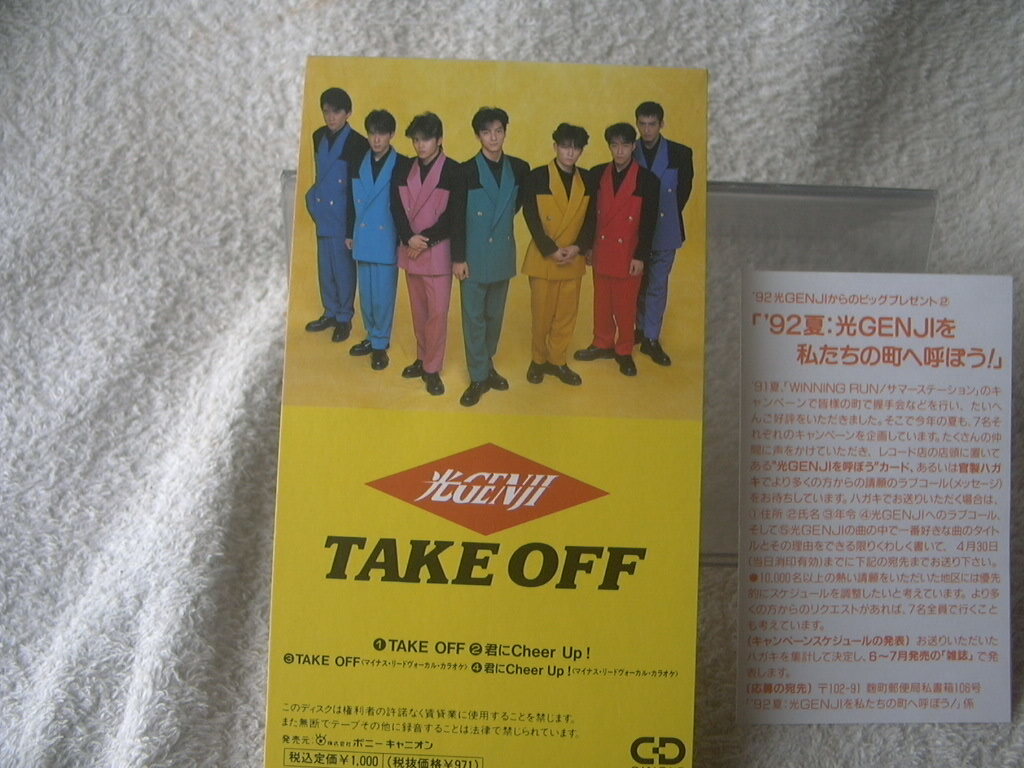 光GENJI
TAKE OFF
❶TAKE OFF ❷君にCheer Up!
❸TAKE OFF〈マイナス・リードヴォーカル・カラオケ〉 ❹君にCheer Up!〈マイナス・リードヴォーカル・カラオケ〉
このディスクは権利者の許諾なく賃貸業に使用することを禁じます。
また無断でテープその他に録音することは法律で禁じられています。
発売元: 株式会社ポニーキャニオン
税込定価¥1,000 (税抜価格¥971)
CD
'92光GENJIからのビッグプレゼント②
「'92夏:光GENJIを
私たちの町へ呼ぼう!」
'91夏、「WINNING RUN/サマーステーション」のキ
ャンペーンで皆様の町で握手会などを行い、たいへ
んご好評をいただきました。そこで今年の夏も、7名そ
れぞれのキャンペーンを企画しています。たくさんの仲
間に声をかけていただき、レコード店の店頭に置いて
ある"光GENJIを呼ぼう"カード、あるいは官製ハガ
キでより多くの方からの請願のラブコール(メッセージ)
をお待ちしています。ハガキでお送りいただく場合は、
①住所②氏名③年令④光GENJIへのラブコール、
そして⑤光GENJIの曲の中で一番好きな曲のタイト
ルとその理由をできる限りくわしく書いて、4月30日
(当日消印有効)までに下記の宛先までお送り下さい。
●10,000名以上の熱い請願をいただいた地区には優先
的にスケジュールを調整したいと考えています。より多
くの方からのリクエストがあれば、7名全員で行くこと
も考えています。
(キャンペーンスケジュールの発表) お送りいただいた
ハガキを集計して決定し、6〜7月発売の「雑誌」で発
表します。
(応募の宛先) 〒102-91 麹町郵便局私書箱106号
「'92夏:光GENJIを私たちの町へ呼ぼう!」係